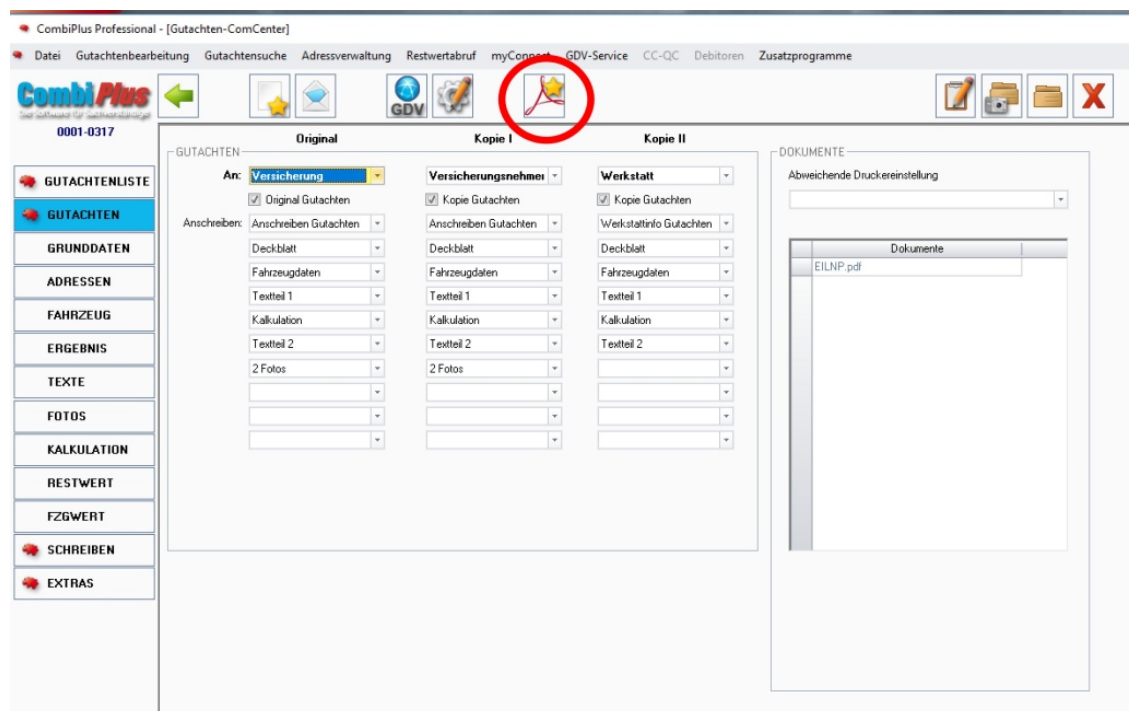 CombiPlus Professional - [Gutachten-ComCenter]
Datei Gutachtenbearbeitung Gutachtensuche Adressverwaltung Restwertabruf myConnect GDV-Service CC-QC Debitoren Zusatzprogramme
CombiPlus
Die Software für Sachverständige
GDV
0001-0317
GUTACHTENLISTE
GUTACHTEN
GRUNDDATEN
ADRESSEN
FAHRZEUG
ERGEBNIS
TEXTE
FOTOS
KALKULATION
RESTWERT
FZGWERT
SCHREIBEN
EXTRAS
Original Kopie I Kopie II
GUTACHTEN
An: Versicherung Versicherungsnehmer Werkstatt
Original Gutachten Kopie Gutachten Kopie Gutachten
Anschreiben: Anschreiben Gutachten Anschreiben Gutachten Werkstattinfo Gutachten
Deckblatt Deckblatt Deckblatt
Fahrzeugdaten Fahrzeugdaten Fahrzeugdaten
Textteil 1 Textteil 1 Textteil 1
Kalkulation Kalkulation Kalkulation
Textteil 2 Textteil 2 Textteil 2
2 Fotos 2 Fotos
DOKUMENTE
Abweichende Druckereinstellung
Dokumente
EILNP.pdf